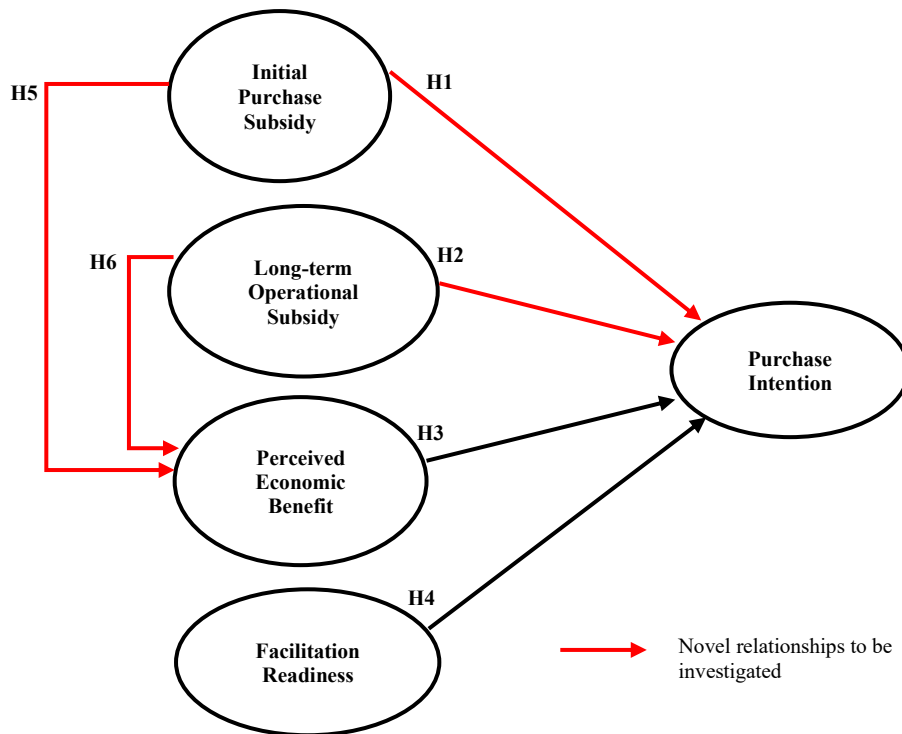 Initial
Purchase
Subsidy
H1
H5
Long-term
Operational
Subsidy
H2
H6
Purchase
Intention
Perceived
Economic
Benefit
H3
Facilitation
Readiness
H4
Novel relationships to be
investigated